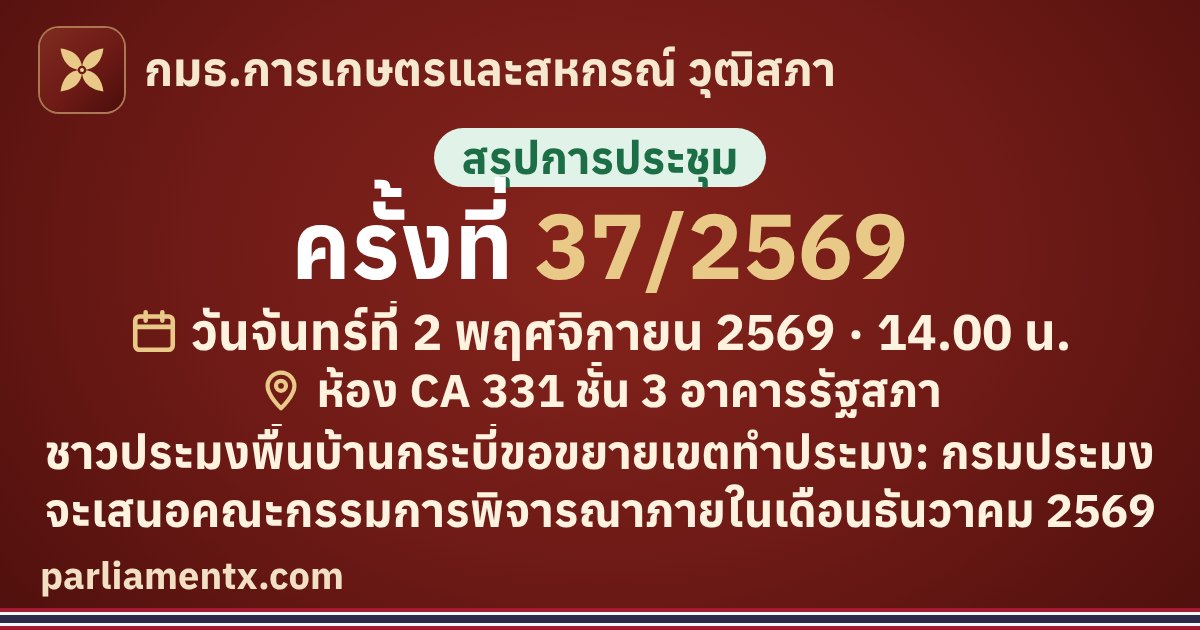 กมธ.การเกษตรและสหกรณ์ วุฒิสภา
สรุปการประชุม
ครั้งที่ 37/2569
วันจันทร์ที่ 2 พฤศจิกายน 2569 · 14.00 น.
ห้อง CA 331 ชั้น 3 อาคารรัฐสภา
ชาวประมงพื้นบ้านกระบี่ขอขยายเขตทำประมง: กรมประมง
จะเสนอคณะกรรมการพิจารณาภายในเดือนธันวาคม 2569
parliamentx.com